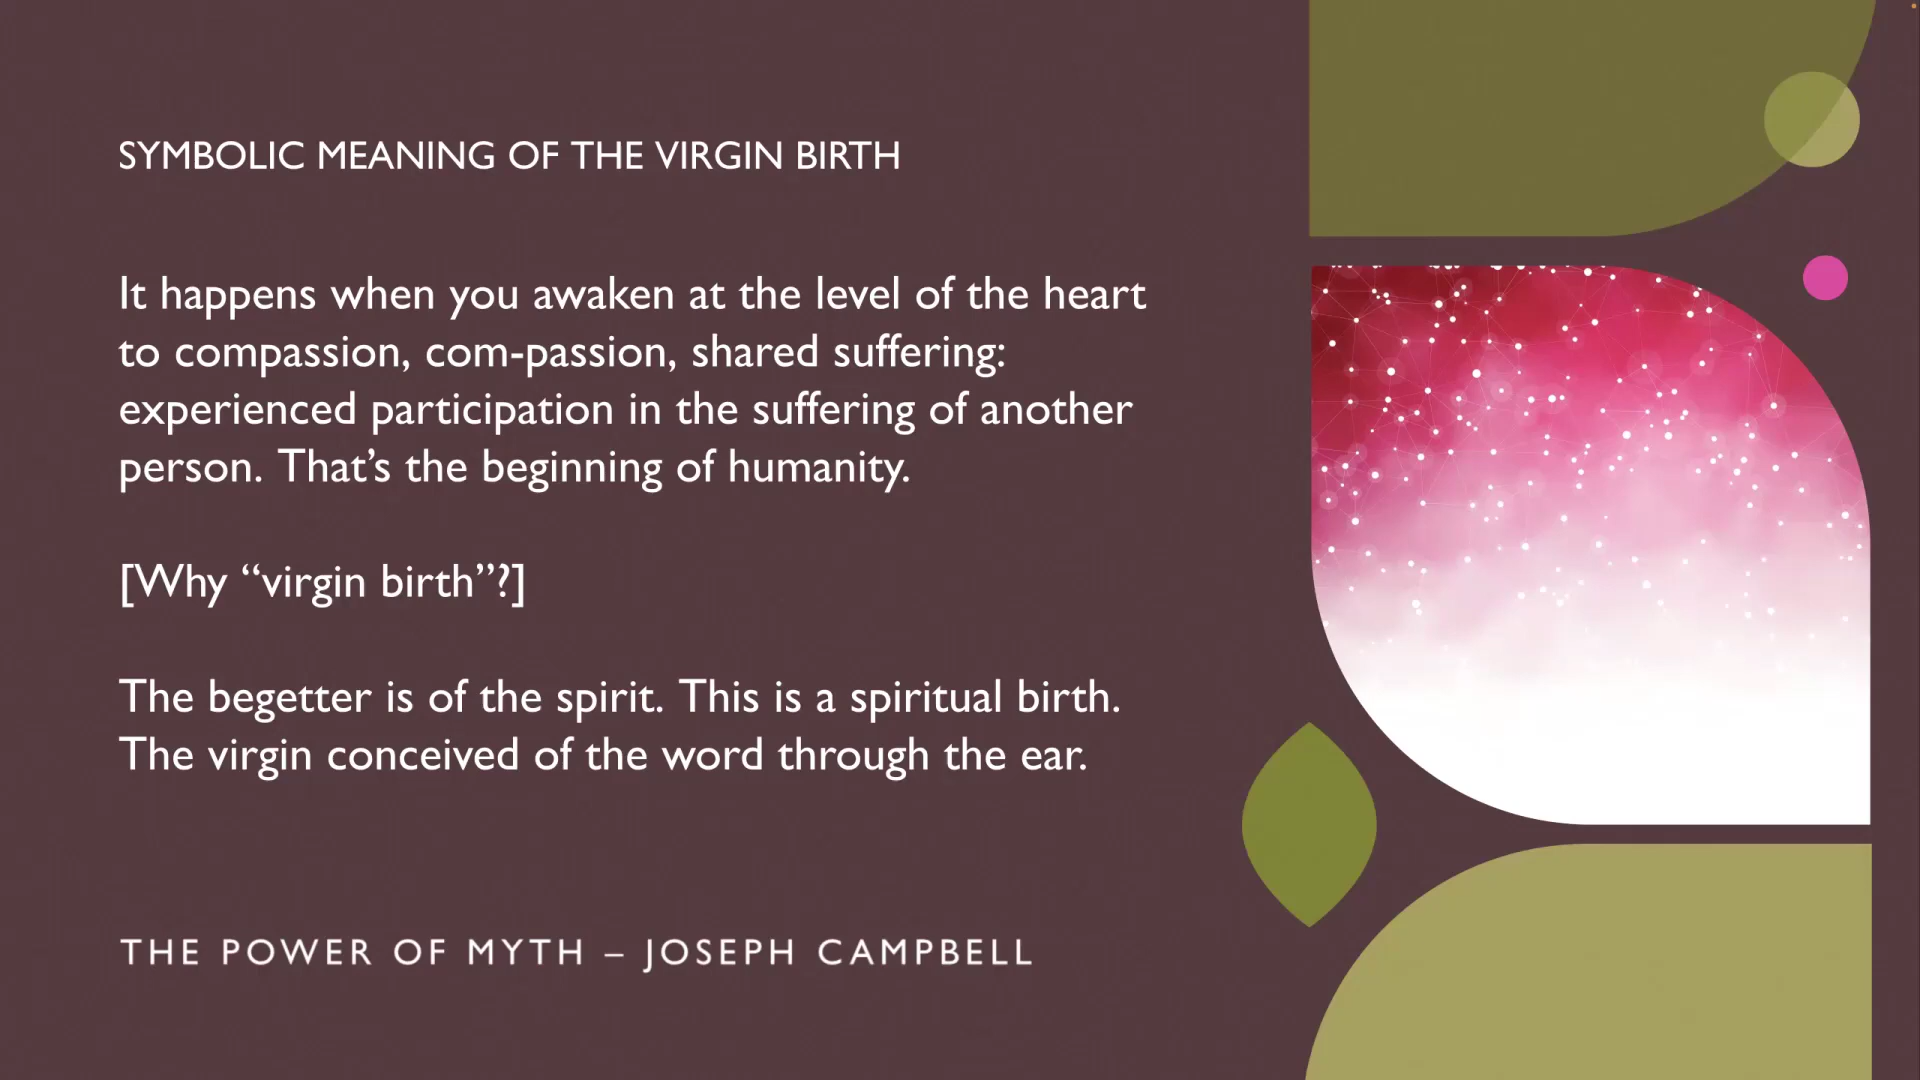 SYMBOLIC MEANING OF THE VIRGIN BIRTH
It happens when you awaken at the level of the heart
to compassion, com-passion, shared suffering:
experienced participation in the suffering of another
person. That’s the beginning of humanity.
[Why “virgin birth”?]
The begetter is of the spirit. This is a spiritual birth.
The virgin conceived of the word through the ear.
THE POWER OF MYTH – JOSEPH CAMPBELL